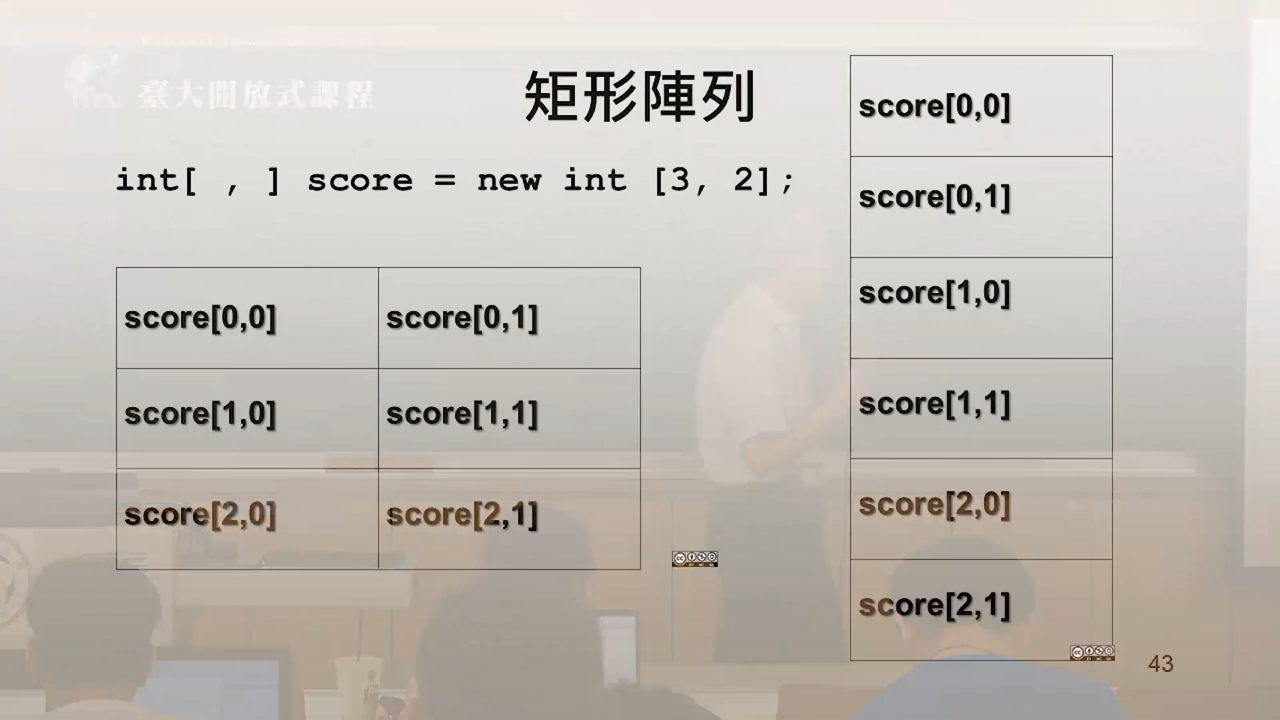 臺大開放式課程
矩形陣列
int[ , ] score = new int [3, 2];
score[0,0] score[0,1]
score[1,0] score[1,1]
score[2,0] score[2,1]
score[0,0]
score[0,1]
score[1,0]
score[1,1]
score[2,0]
score[2,1]
43